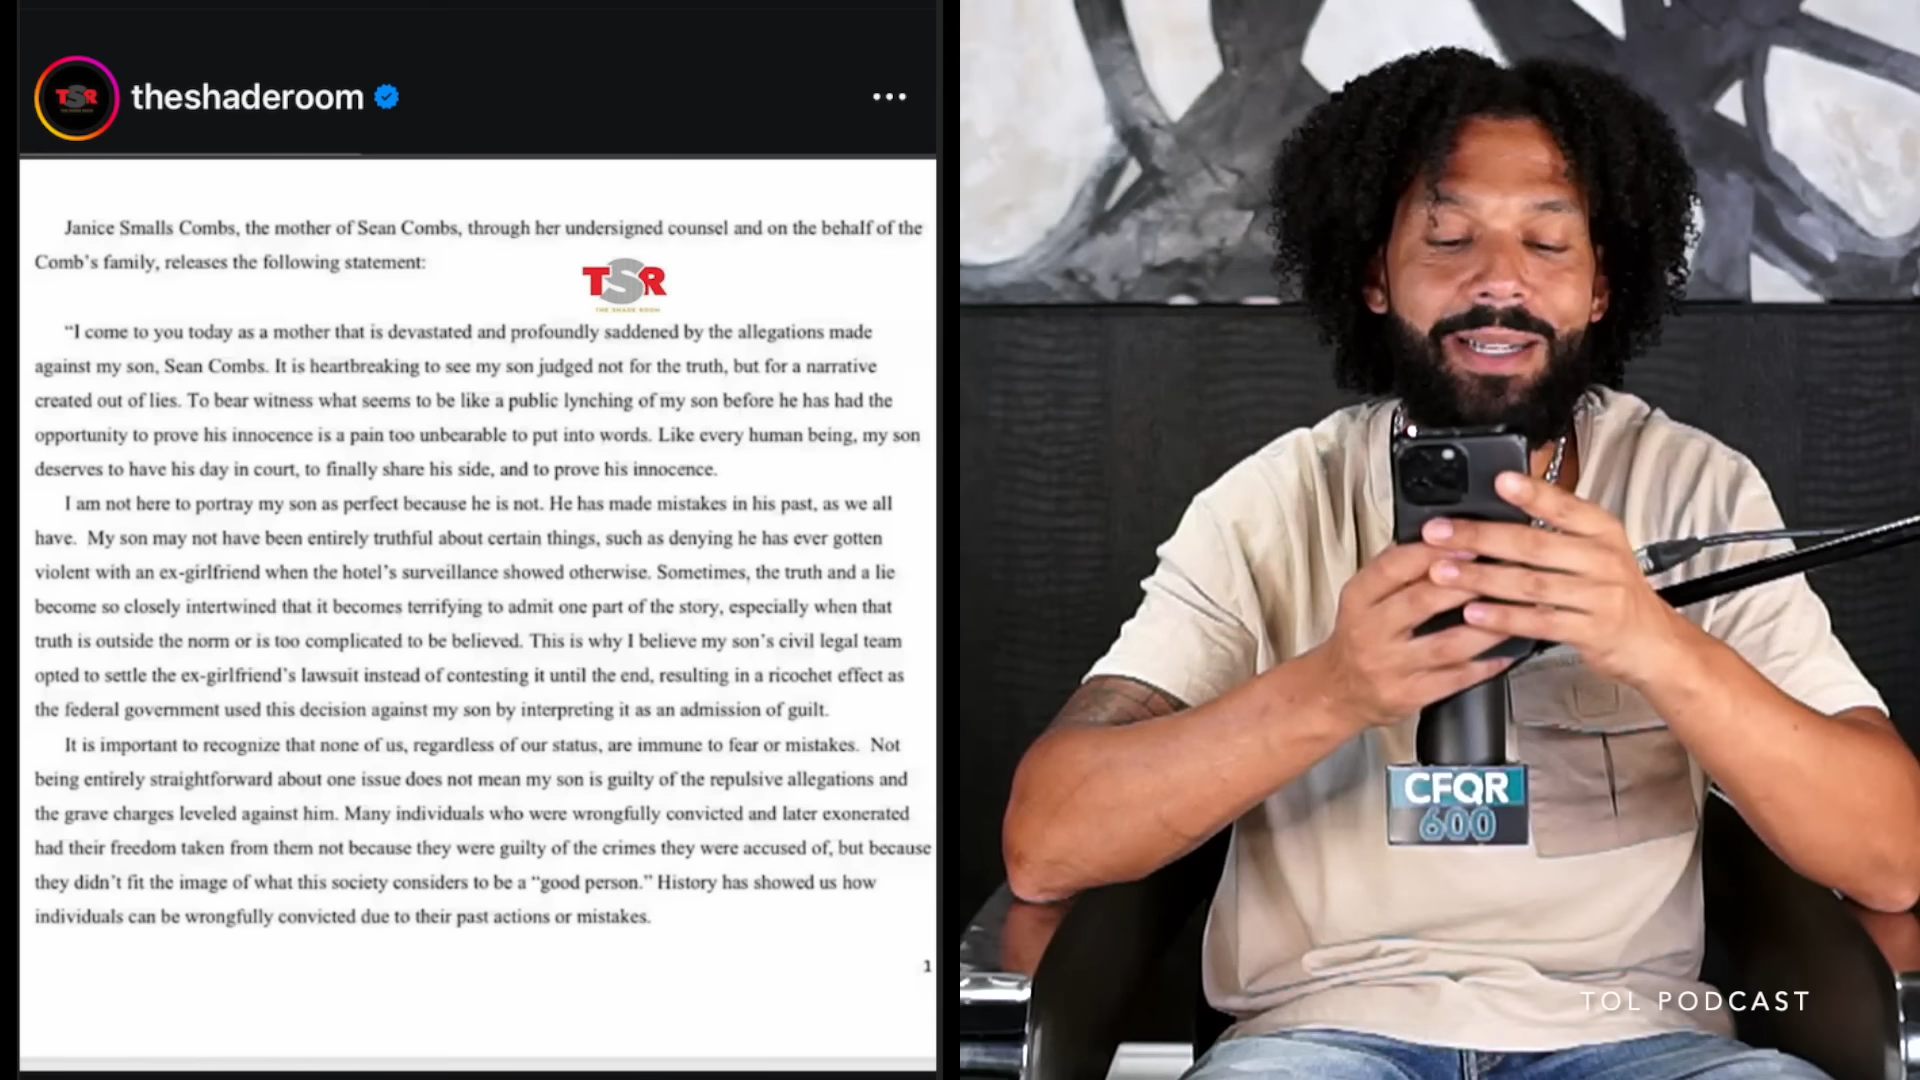 TSR
theshaderoom
Janice Smalls Combs, the mother of Sean Combs, through her undersigned counsel and on the behalf of the
Comb's family, releases the following statement:
TSR
THE SHADE ROOM
"I come to you today as a mother that is devastated and profoundly saddened by the allegations made
against my son, Sean Combs. It is heartbreaking to see my son judged not for the truth, but for a narrative
created out of lies. To bear witness what seems to be like a public lynching of my son before he has had the
opportunity to prove his innocence is a pain too unbearable to put into words. Like every human being, my son
deserves to have his day in court, to finally share his side, and to prove his innocence.
I am not here to portray my son as perfect because he is not. He has made mistakes in his past, as we all
have. My son may not have been entirely truthful about certain things, such as denying he has ever gotten
violent with an ex-girlfriend when the hotel's surveillance showed otherwise. Sometimes, the truth and a lie
become so closely intertwined that it becomes terrifying to admit one part of the story, especially when that
truth is outside the norm or is too complicated to be believed. This is why I believe my son's civil legal team
opted to settle the ex-girlfriend's lawsuit instead of contesting it until the end, resulting in a ricochet effect as
the federal government used this decision against my son by interpreting it as an admission of guilt.
It is important to recognize that none of us, regardless of our status, are immune to fear or mistakes. Not
being entirely straightforward about one issue does not mean my son is guilty of the repulsive allegations and
the grave charges leveled against him. Many individuals who were wrongfully convicted and later exonerated
had their freedom taken from them not because they were guilty of the crimes they were accused of, but because
they didn't fit the image of what this society considers to be a "good person." History has showed us how
individuals can be wrongfully convicted due to their past actions or mistakes.
1
CFQR
600
TOL PODCAST